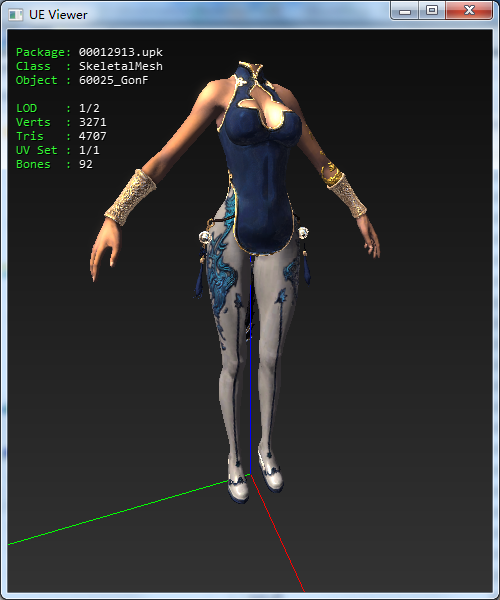 UE Viewer
Package: 00012913.upk
Class : SkeletalMesh
Object : 60025_GonF
LOD : 1/2
Verts : 3271
Tris : 4707
UV Set : 1/1
Bones : 92